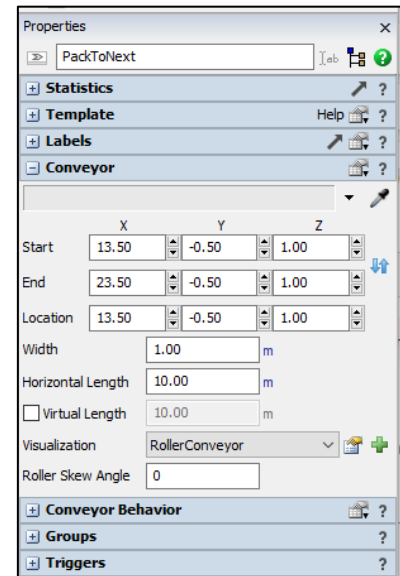 Properties ×
PackToNext ab ?
+ Statistics ?
+ Template Help ?
+ Labels ?
− Conveyor ?
X Y Z
Start 13.50 -0.50 1.00
End 23.50 -0.50 1.00
Location 13.50 -0.50 1.00
Width 1.00 m
Horizontal Length 10.00 m
Virtual Length 10.00 m
Visualization RollerConveyor
Roller Skew Angle 0
+ Conveyor Behavior ?
+ Groups ?
+ Triggers ?